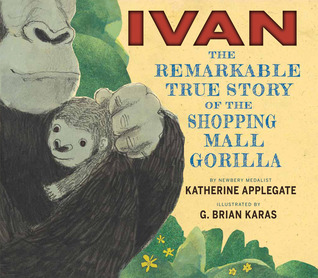 IVAN
THE
REMARKABLE
TRUE STORY
OF THE
SHOPPING
MALL
GORILLA
BY NEWBERY MEDALIST
KATHERINE APPLEGATE
ILLUSTRATED BY
G. BRIAN KARAS